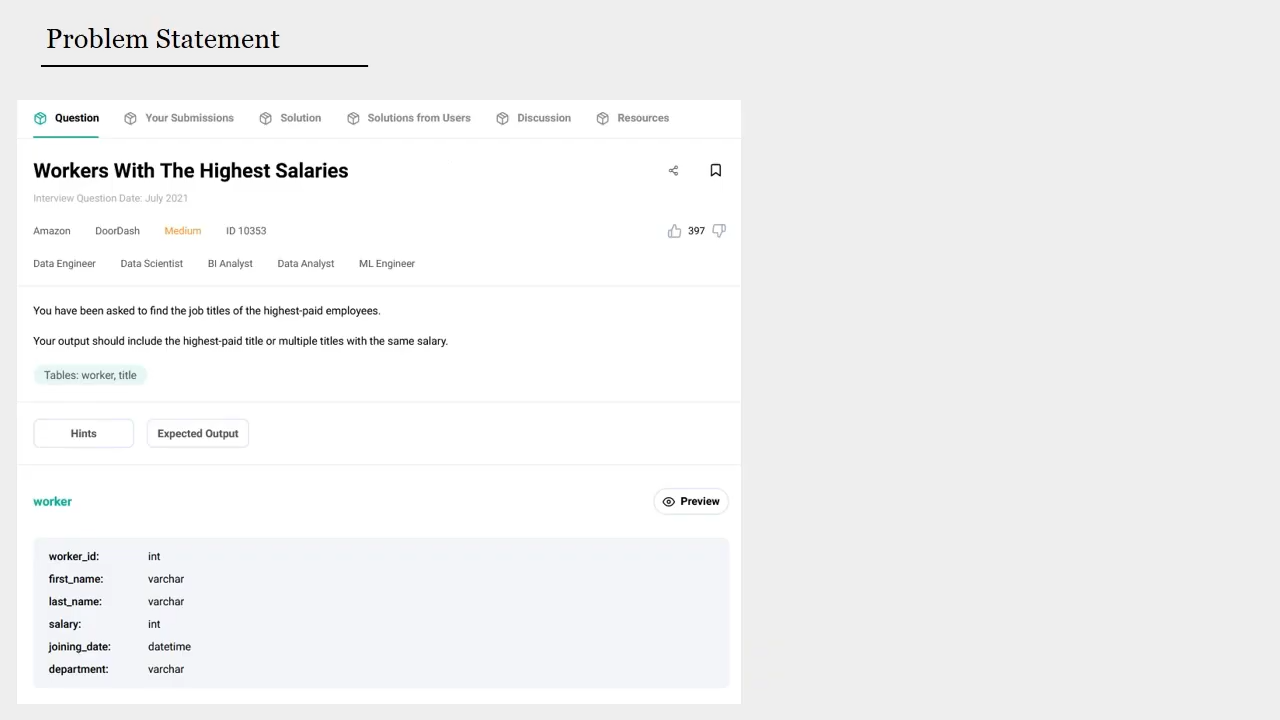 Problem Statement
Question Your Submissions Solution Solutions from Users Discussion Resources
Workers With The Highest Salaries
Interview Question Date: July 2021
Amazon DoorDash Medium ID 10353 397
Data Engineer Data Scientist BI Analyst Data Analyst ML Engineer
You have been asked to find the job titles of the highest-paid employees.
Your output should include the highest-paid title or multiple titles with the same salary.
Tables: worker, title
Hints Expected Output
worker Preview
worker_id: int
first_name: varchar
last_name: varchar
salary: int
joining_date: datetime
department: varchar